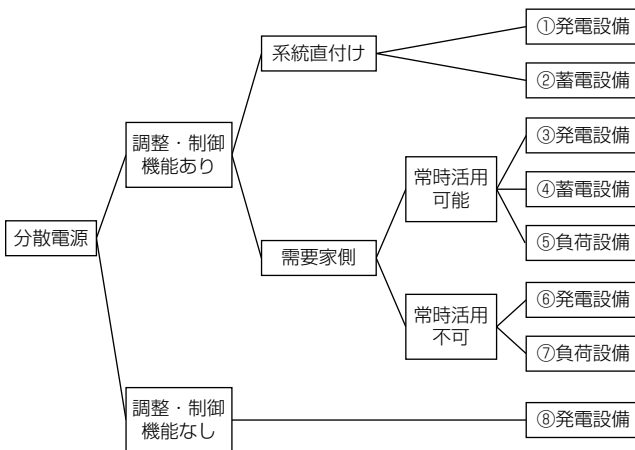 ①発電設備
系統直付け
②蓄電設備
③発電設備
調整・制御
機能あり
常時活用
可能
④蓄電設備
分散電源
⑤負荷設備
需要家側
⑥発電設備
常時活用
不可
⑦負荷設備
調整・制御
機能なし
⑧発電設備